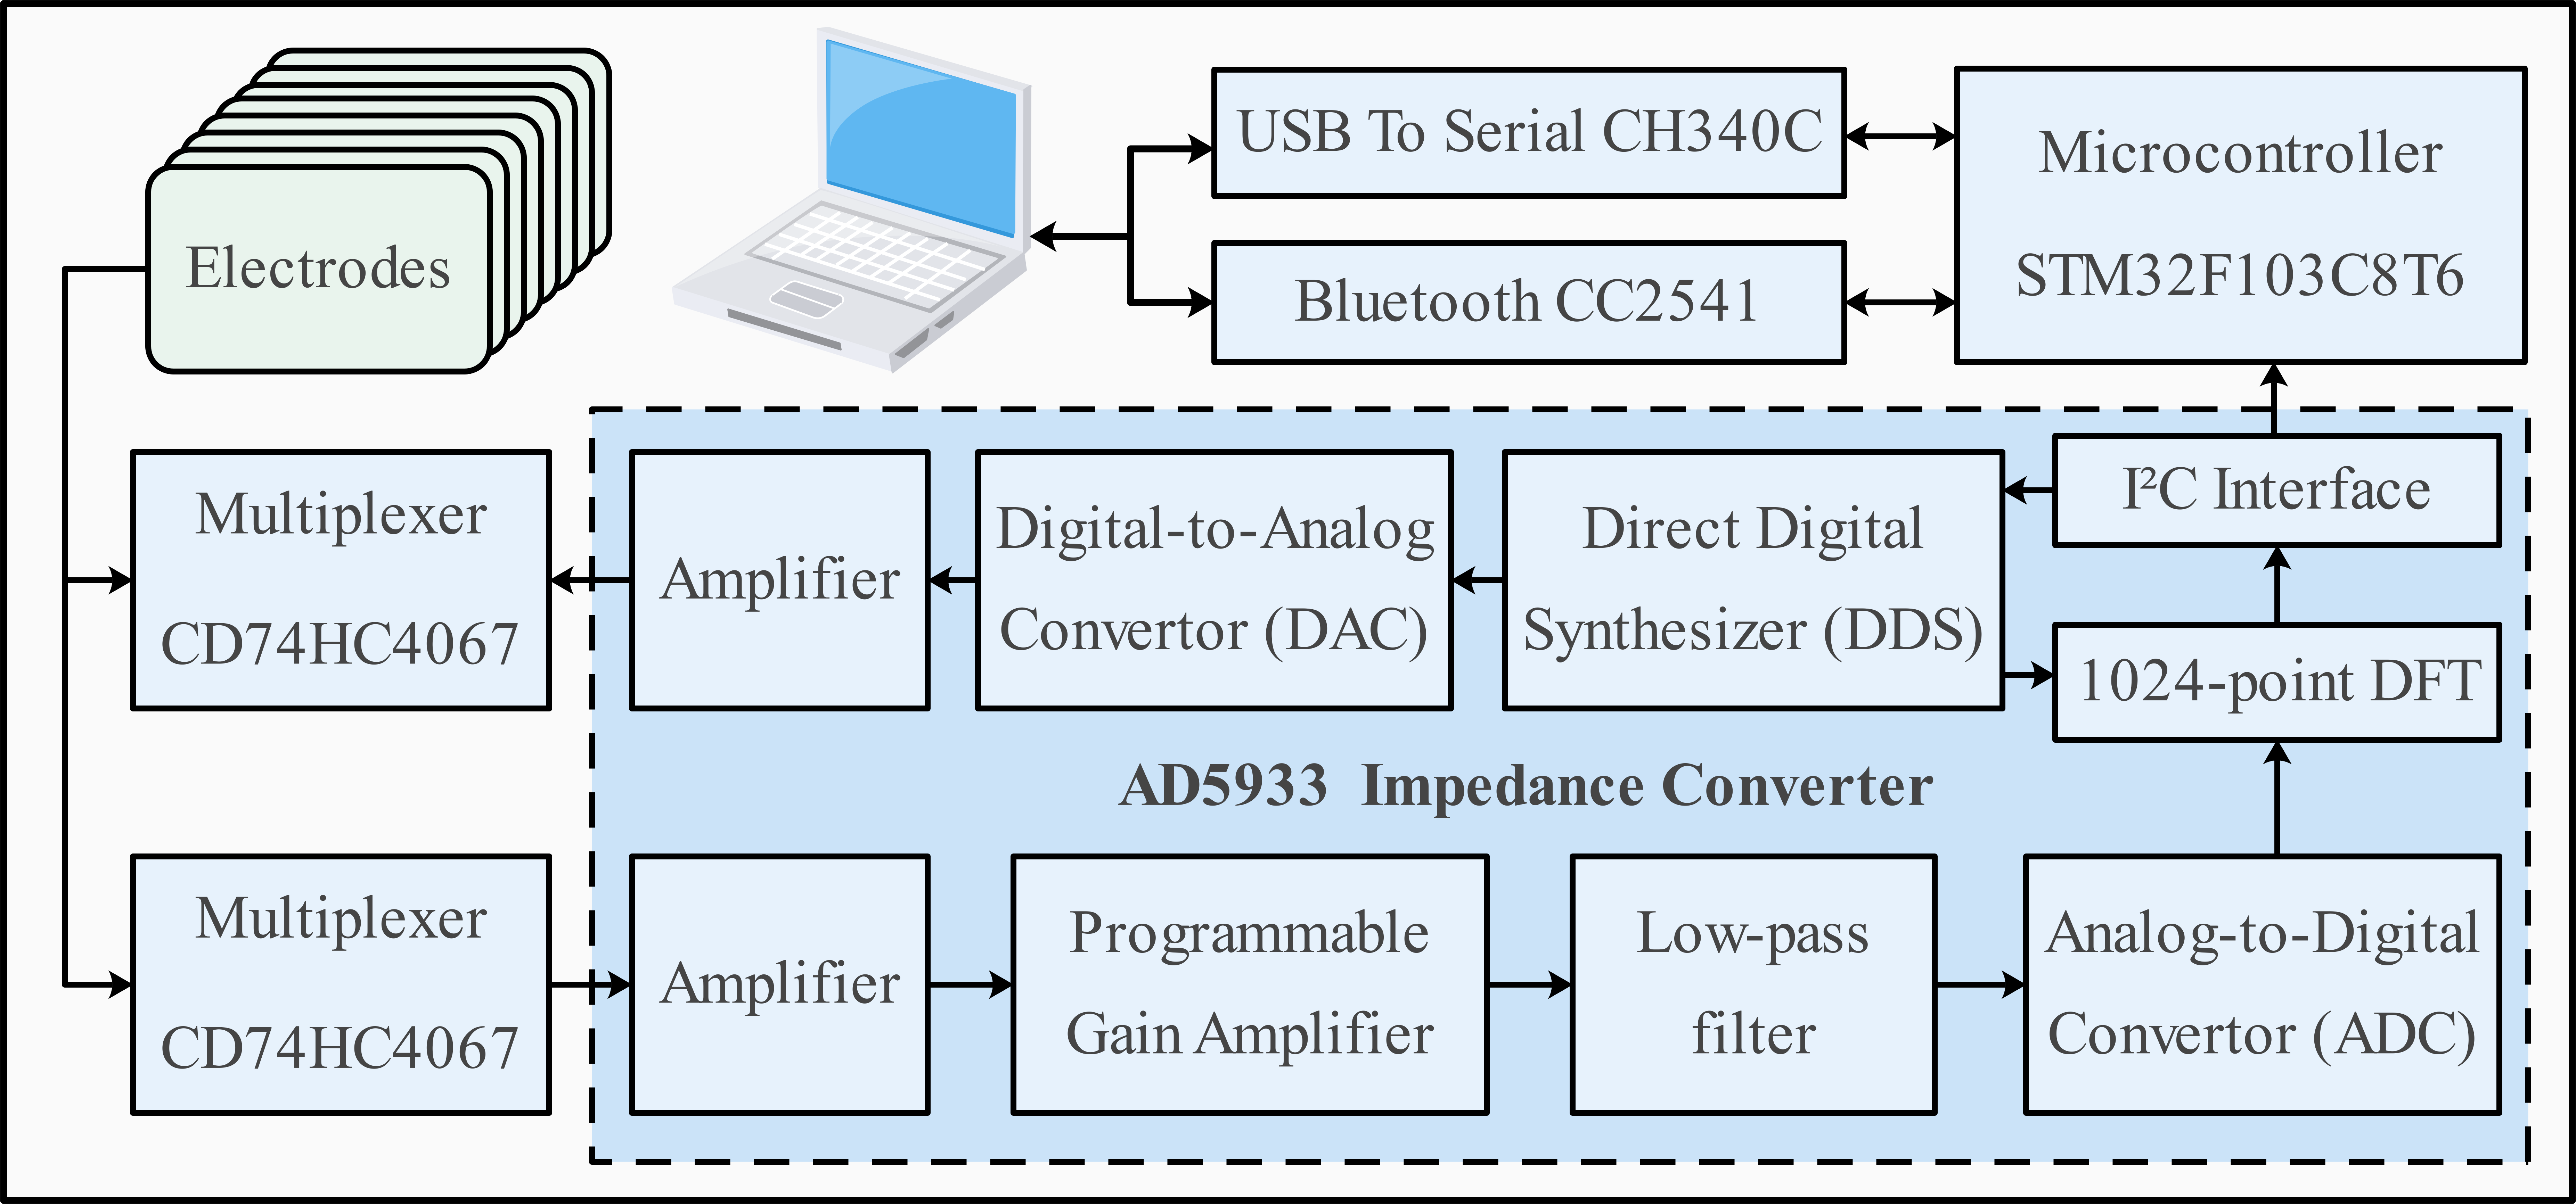 Electrodes
USB To Serial CH340C
Bluetooth CC2541
Microcontroller
STM32F103C8T6
Multiplexer
CD74HC4067
Amplifier
Digital-to-Analog
Convertor (DAC)
Direct Digital
Synthesizer (DDS)
I²C Interface
1024-point DFT
AD5933 Impedance Converter
Multiplexer
CD74HC4067
Amplifier
Programmable
Gain Amplifier
Low-pass
filter
Analog-to-Digital
Convertor (ADC)